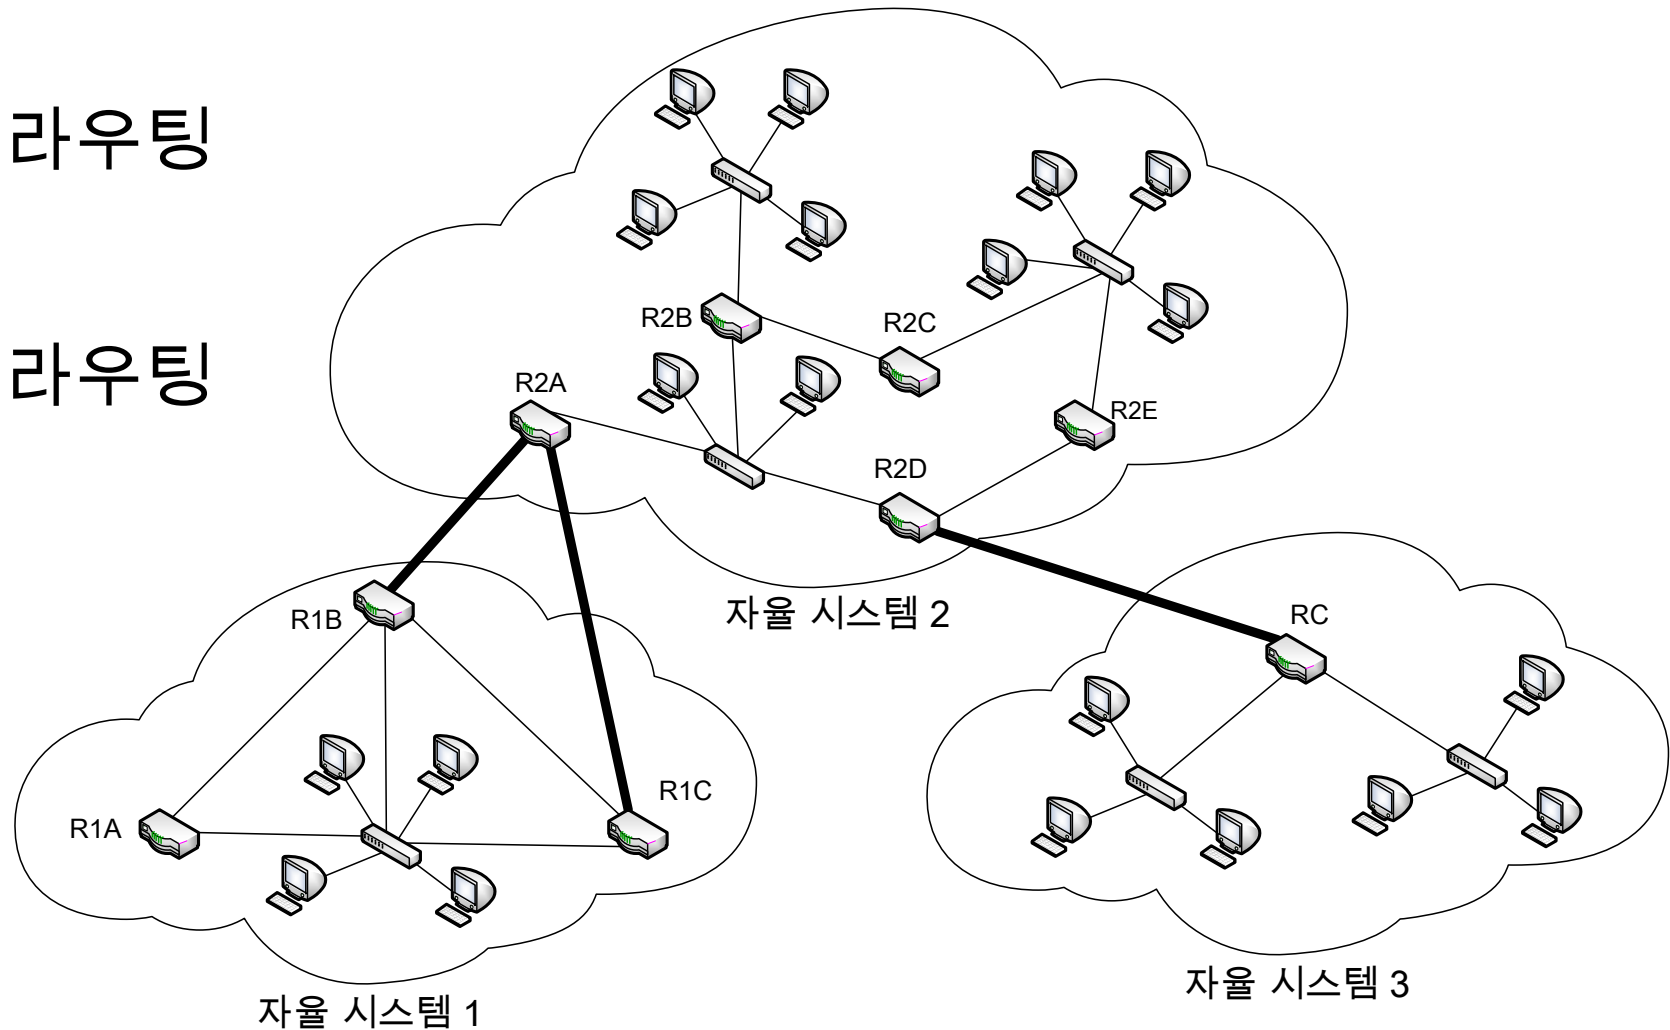 라우팅
라우팅
R2B
R2C
R2A
R2E
R2D
자율 시스템 2
R1B
RC
R1C
R1A
자율 시스템 3
자율 시스템 1